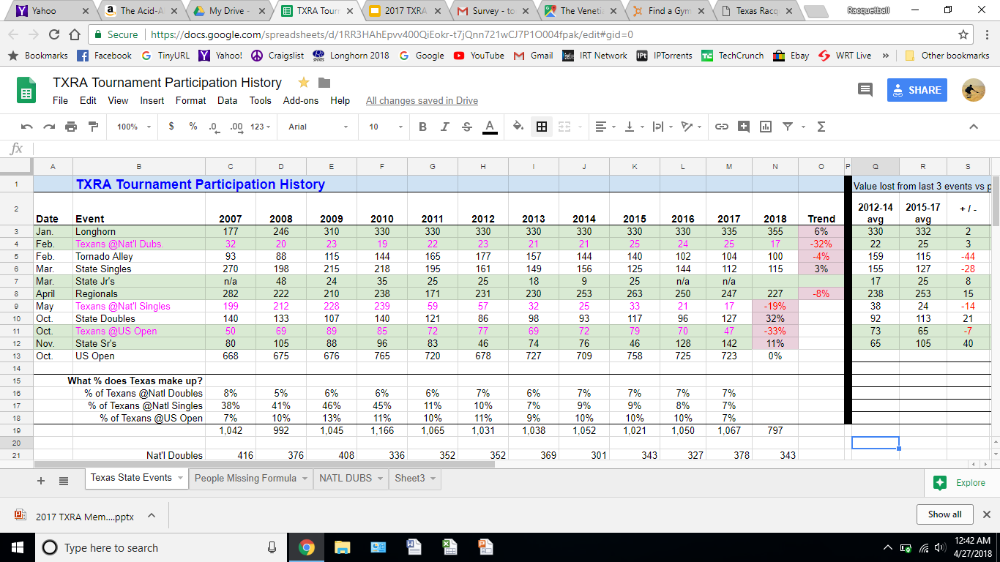 Yahoo The Acid-A My Drive - TXRA Tourn 2017 TXRA Survey - to The Veneti Find a Gym Texas Racq Racquetball
Secure https://docs.google.com/spreadsheets/d/1RR3HAhEpvv400QiEokr-t7jQnn721wCJ7P1O004fpak/edit#gid=0
Bookmarks Facebook TinyURL Yahoo! Craigslist Longhorn 2018 Google YouTube Gmail IRT Network IPTorrents TechCrunch Ebay WRT Live » Other bookmarks
TXRA Tournament Participation History
File Edit View Insert Format Data Tools Add-ons Help All changes saved in Drive
SHARE
100% $ % .0 .00 123 Arial 10 B I S A
fx
A B C D E F G H I J K L M N O P Q R S
1 TXRA Tournament Participation History Value lost from last 3 events vs p
2 Date Event 2007 2008 2009 2010 2011 2012 2013 2014 2015 2016 2017 2018 Trend 2012-14 avg 2015-17 avg + / -
3 Jan. Longhorn 177 246 310 330 330 330 330 330 330 330 335 355 6% 330 332 2
4 Feb. Texans @Nat'l Dubs. 32 20 23 19 22 23 21 21 25 24 25 17 -32% 22 25 3
5 Feb. Tornado Alley 93 88 115 144 165 177 157 144 140 102 104 100 -4% 159 115 -44
6 Mar. State Singles 270 198 215 218 195 161 149 156 125 144 112 115 3% 155 127 -28
7 Mar. State Jr's n/a 48 24 35 25 25 18 9 25 n/a n/a 17 25 8
8 April Regionals 282 222 210 238 171 231 230 253 263 250 247 227 -8% 238 253 15
9 May Texans @Nat'l Singles 199 212 228 239 59 57 32 25 33 21 17 -19% 38 24 -14
10 Oct. State Doubles 140 133 107 140 121 86 98 93 117 96 127 32% 92 113 21
11 Oct. Texans @US Open 50 69 89 85 72 77 69 72 79 70 47 -33% 73 65 -7
12 Nov. State Sr's 80 105 88 96 83 46 74 76 46 128 142 11% 65 105 40
13 Oct. US Open 668 675 676 765 720 678 727 709 758 725 723 0%
14
15 What % does Texas make up?
16 % of Texans @Natl Doubles 8% 5% 6% 6% 6% 7% 6% 7% 7% 7% 7%
17 % of Texans @Natl Singles 38% 41% 46% 45% 11% 10% 7% 9% 9% 8% 7%
18 % of Texans @US Open 7% 10% 13% 11% 10% 11% 9% 10% 10% 10% 7%
19 1,042 992 1,045 1,166 1,065 1,031 1,038 1,052 1,021 1,050 1,067 797
20
21 Nat'l Doubles 416 376 408 336 352 352 369 301 343 327 378 343
Texas State Events People Missing Formula NATL DUBS Sheet3 Explore
2017 TXRA Mem....pptx Show all
Type here to search 12:42 AM
4/27/2018